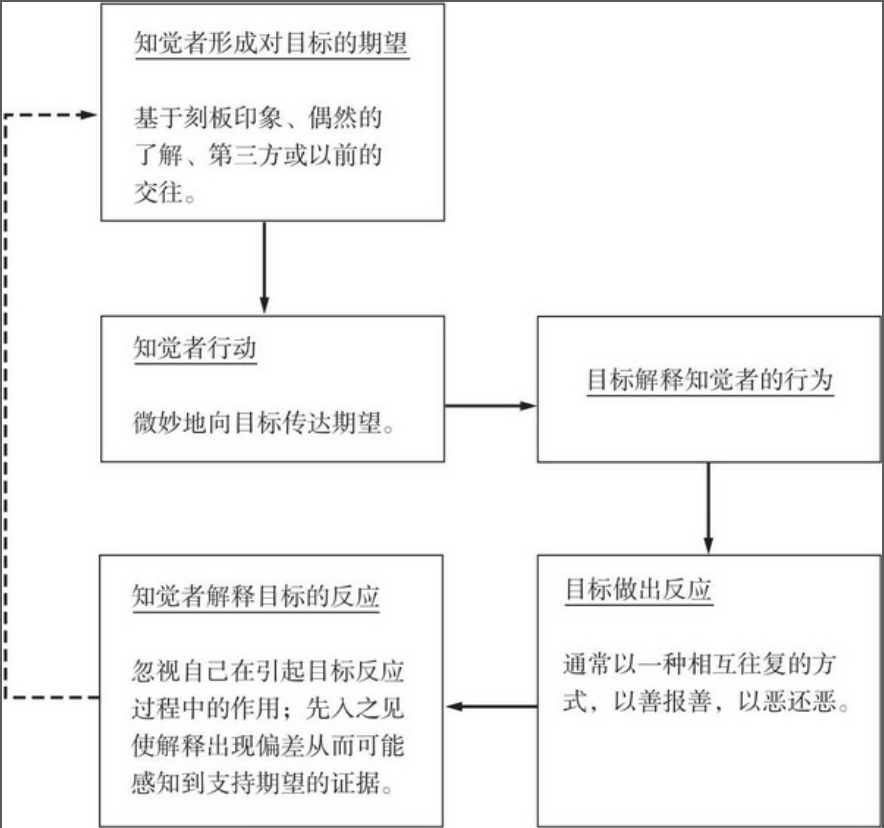 知觉者形成对目标的期望
基于刻板印象、偶然的
了解、第三方或以前的
交往。
知觉者行动
微妙地向目标传达期望。
目标解释知觉者的行为
目标做出反应
通常以一种相互往复的方
式，以善报善，以恶还恶。
知觉者解释目标的反应
忽视自己在引起目标反应
过程中的作用；先入之见
使解释出现偏差从而可能
感知到支持期望的证据。